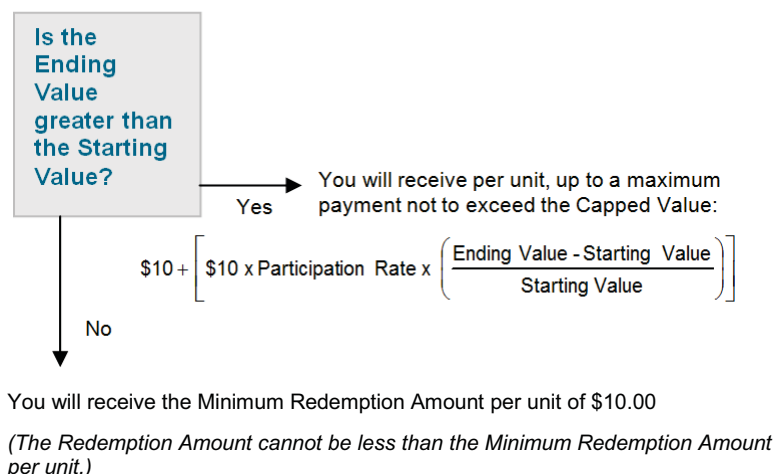 Is the
Ending
Value
greater than
the Starting
Value?
Yes
You will receive per unit, up to a maximum
payment not to exceed the Capped Value:
$10 + [ $10 x Participation Rate x ( Ending Value - Starting Value
Starting Value ) ]
No
You will receive the Minimum Redemption Amount per unit of $10.00
(The Redemption Amount cannot be less than the Minimum Redemption Amount
per unit.)